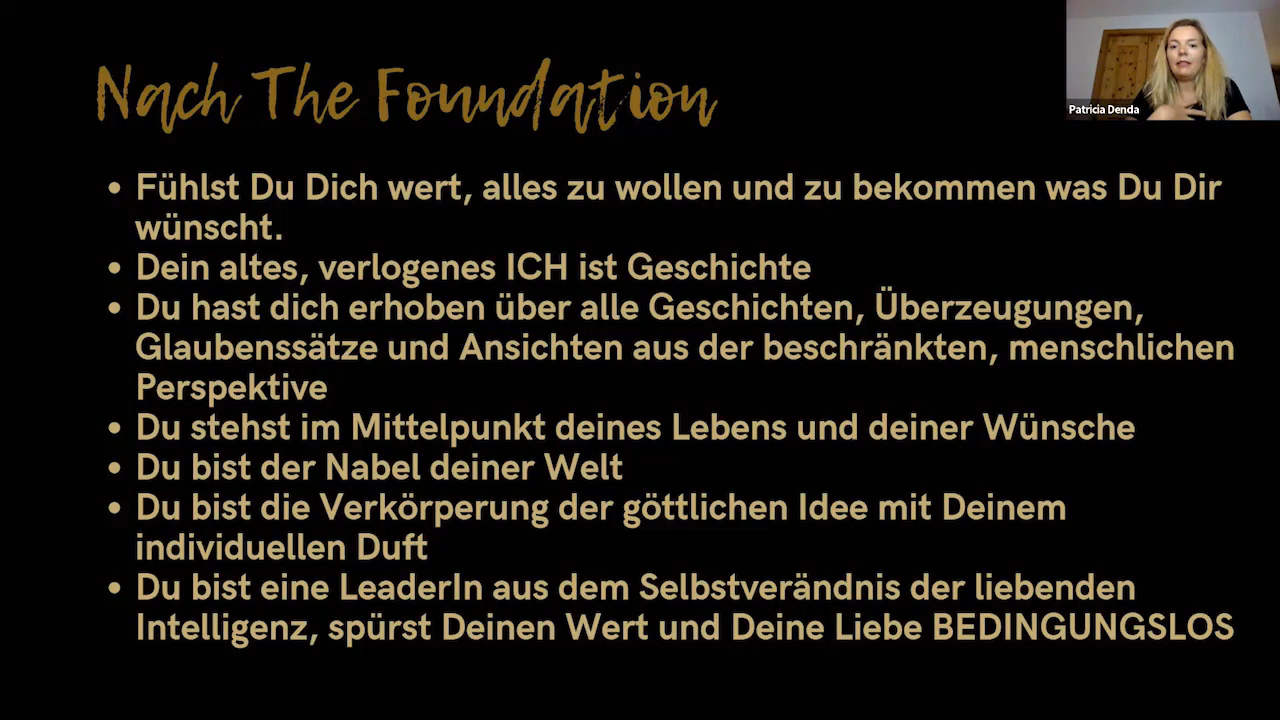 Nach The Foundation
Patricia Denda
• Fühlst Du Dich wert, alles zu wollen und zu bekommen was Du Dir
wünscht.
• Dein altes, verlogenes ICH ist Geschichte
• Du hast dich erhoben über alle Geschichten, Überzeugungen,
Glaubenssätze und Ansichten aus der beschränkten, menschlichen
Perspektive
• Du stehst im Mittelpunkt deines Lebens und deiner Wünsche
• Du bist der Nabel deiner Welt
• Du bist die Verkörperung der göttlichen Idee mit Deinem
individuellen Duft
• Du bist eine LeaderIn aus dem Selbstverändnis der liebenden
Intelligenz, spürst Deinen Wert und Deine Liebe BEDINGUNGSLOS